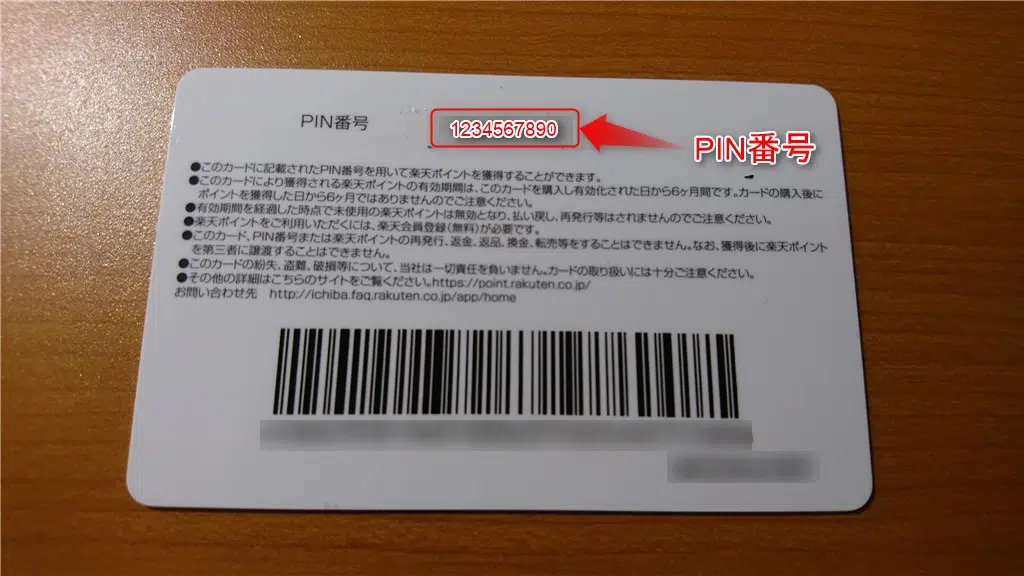 PIN番号 1234567890
PIN番号
●このカードに記載されたPIN番号を用いて楽天ポイントを獲得することができます。
●このカードにより獲得される楽天ポイントの有効期間は、このカードを購入し有効化された日から6ヶ月間です。カードの購入後に
ポイントを獲得した日から6ヶ月ではありませんのでご注意ください。
●有効期間を経過した時点で未使用の楽天ポイントは無効となり、払い戻し、再発行等はされませんのでご注意ください。
●楽天ポイントをご利用いただくには、楽天会員登録(無料)が必要です。
●このカード、PIN番号または楽天ポイントの再発行、返金、返品、換金、転売等をすることはできません。なお、獲得後に楽天ポイント
を第三者に譲渡することはできません。
●このカードの紛失、盗難、破損等について、当社は一切責任を負いません。カードの取り扱いには十分ご注意ください。
●その他の詳細はこちらのサイトをご覧ください。https://point.rakuten.co.jp/
お問い合わせ先 http://ichiba.faq.rakuten.co.jp/app/home